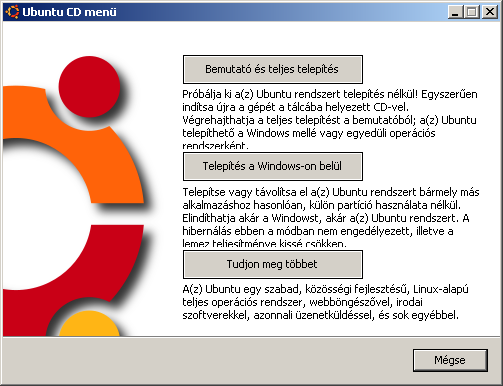 Ubuntu CD menü
Bemutató és teljes telepítés
Próbálja ki a(z) Ubuntu rendszert telepítés nélkül! Egyszerűen
indítsa újra a gépét a tálcába helyezett CD-vel.
Végrehajthatja a teljes telepítést a bemutatóból; a(z) Ubuntu
telepíthető a Windows mellé vagy egyedüli operációs
rendszerként.
Telepítés a Windows-on belül
Telepítse vagy távolítsa el a(z) Ubuntu rendszert bármely más
alkalmazáshoz hasonlóan, külön partíció használata nélkül.
Elindíthatja akár a Windowst, akár a(z) Ubuntu rendszert. A
hibernálás ebben a módban nem engedélyezett, illetve a
lemez teljesítménye kissé csökken.
Tudjon meg többet
A(z) Ubuntu egy szabad, közösségi fejlesztésű, Linux-alapú
teljes operációs rendszer, webböngészővel, irodai
szoftverekkel, azonnali üzenetküldéssel, és sok egyébbel.
Mégse